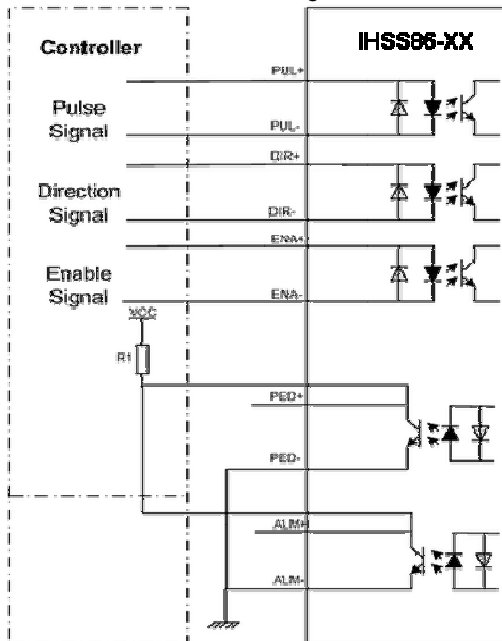 Controller
IHSS86-XX
PUL+
Pulse
Signal
PUL-
DIR+
Direction
Signal
DIR-
ENA+
Enable
Signal
ENA-
VCC
R1
PED+
PED-
ALM+
ALM-